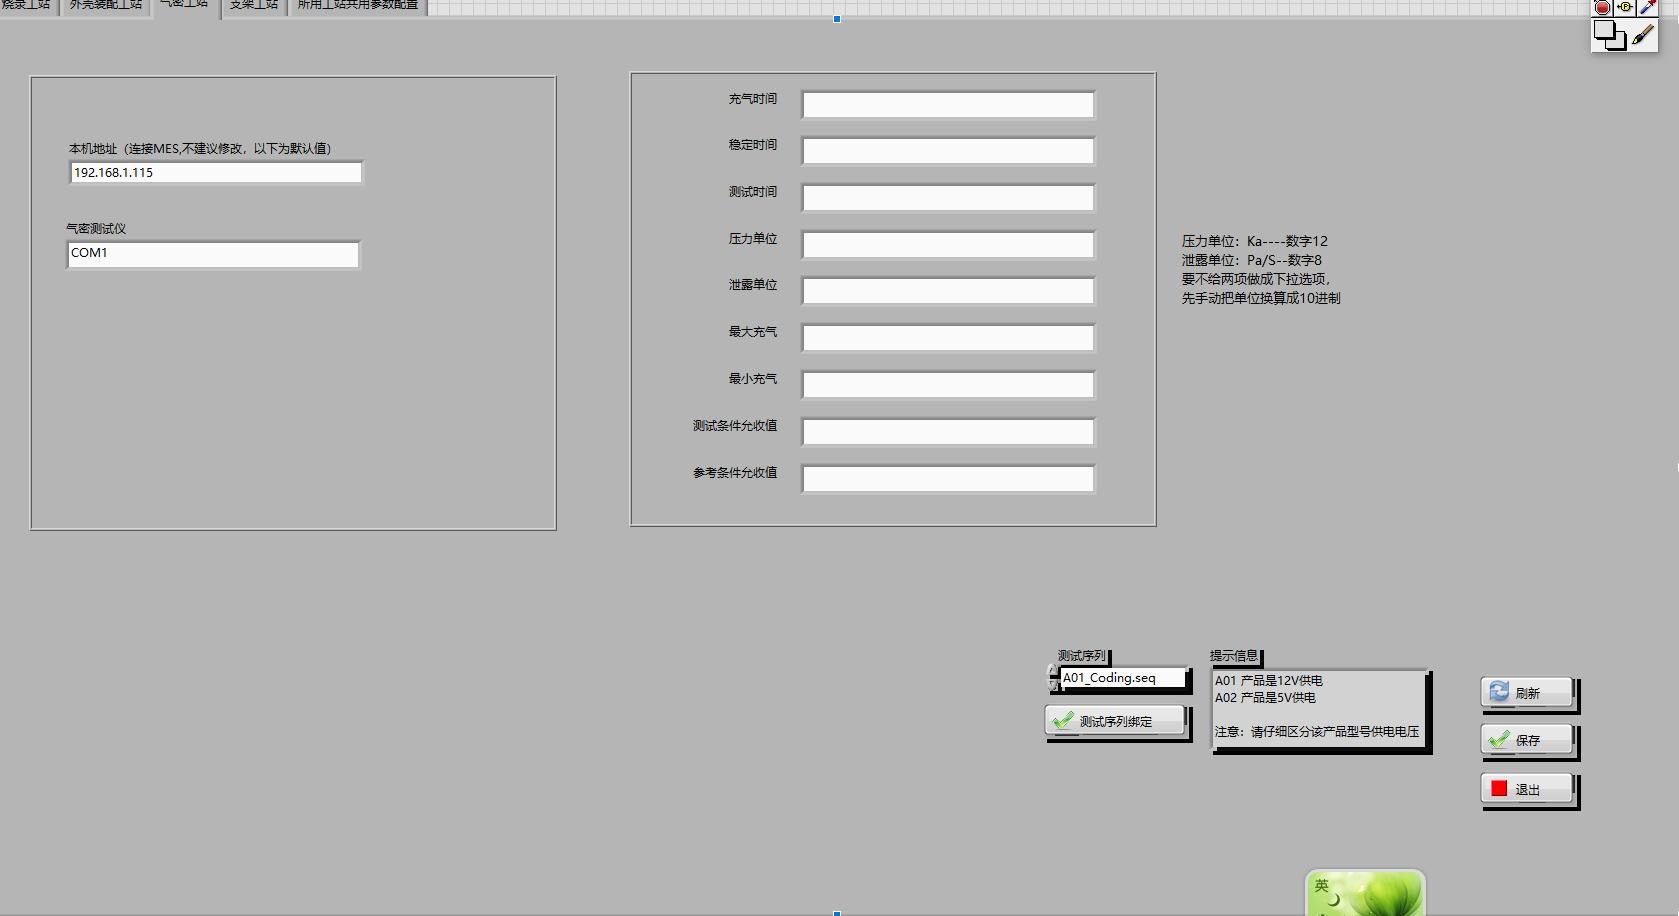 烧录工站
外壳装配工站
气密工站
支架工站
所用工站共用参数配置
本机地址（连接MES,不建议修改，以下为默认值）
192.168.1.115
气密测试仪
COM1
充气时间
稳定时间
测试时间
压力单位
泄露单位
最大充气
最小充气
测试条件允收值
参考条件允收值
压力单位：Ka----数字12
泄露单位：Pa/S--数字8
要不给两项做成下拉选项，
先手动把单位换算成10进制
测试序列
A01_Coding.seq
测试序列绑定
提示信息
A01 产品是12V供电
A02 产品是5V供电
注意：请仔细区分该产品型号供电电压
刷新
保存
退出
英